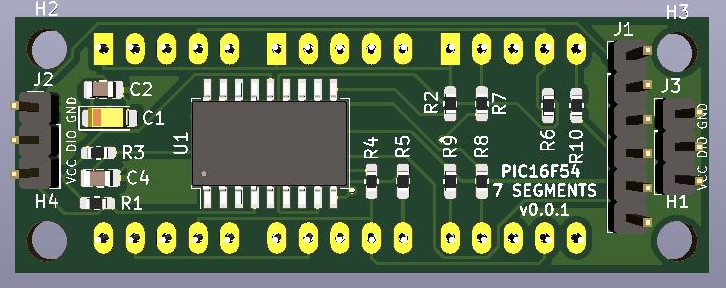 H2
H3
J1
J2
J3
C2
C1
R3
C4
R1
H4
VCC DIO GND
U1
R4
R5
R2
R7
R9
R8
R6
R10
PIC16F54
7 SEGMENTS
v0.0.1
VCC DIO GND
H1